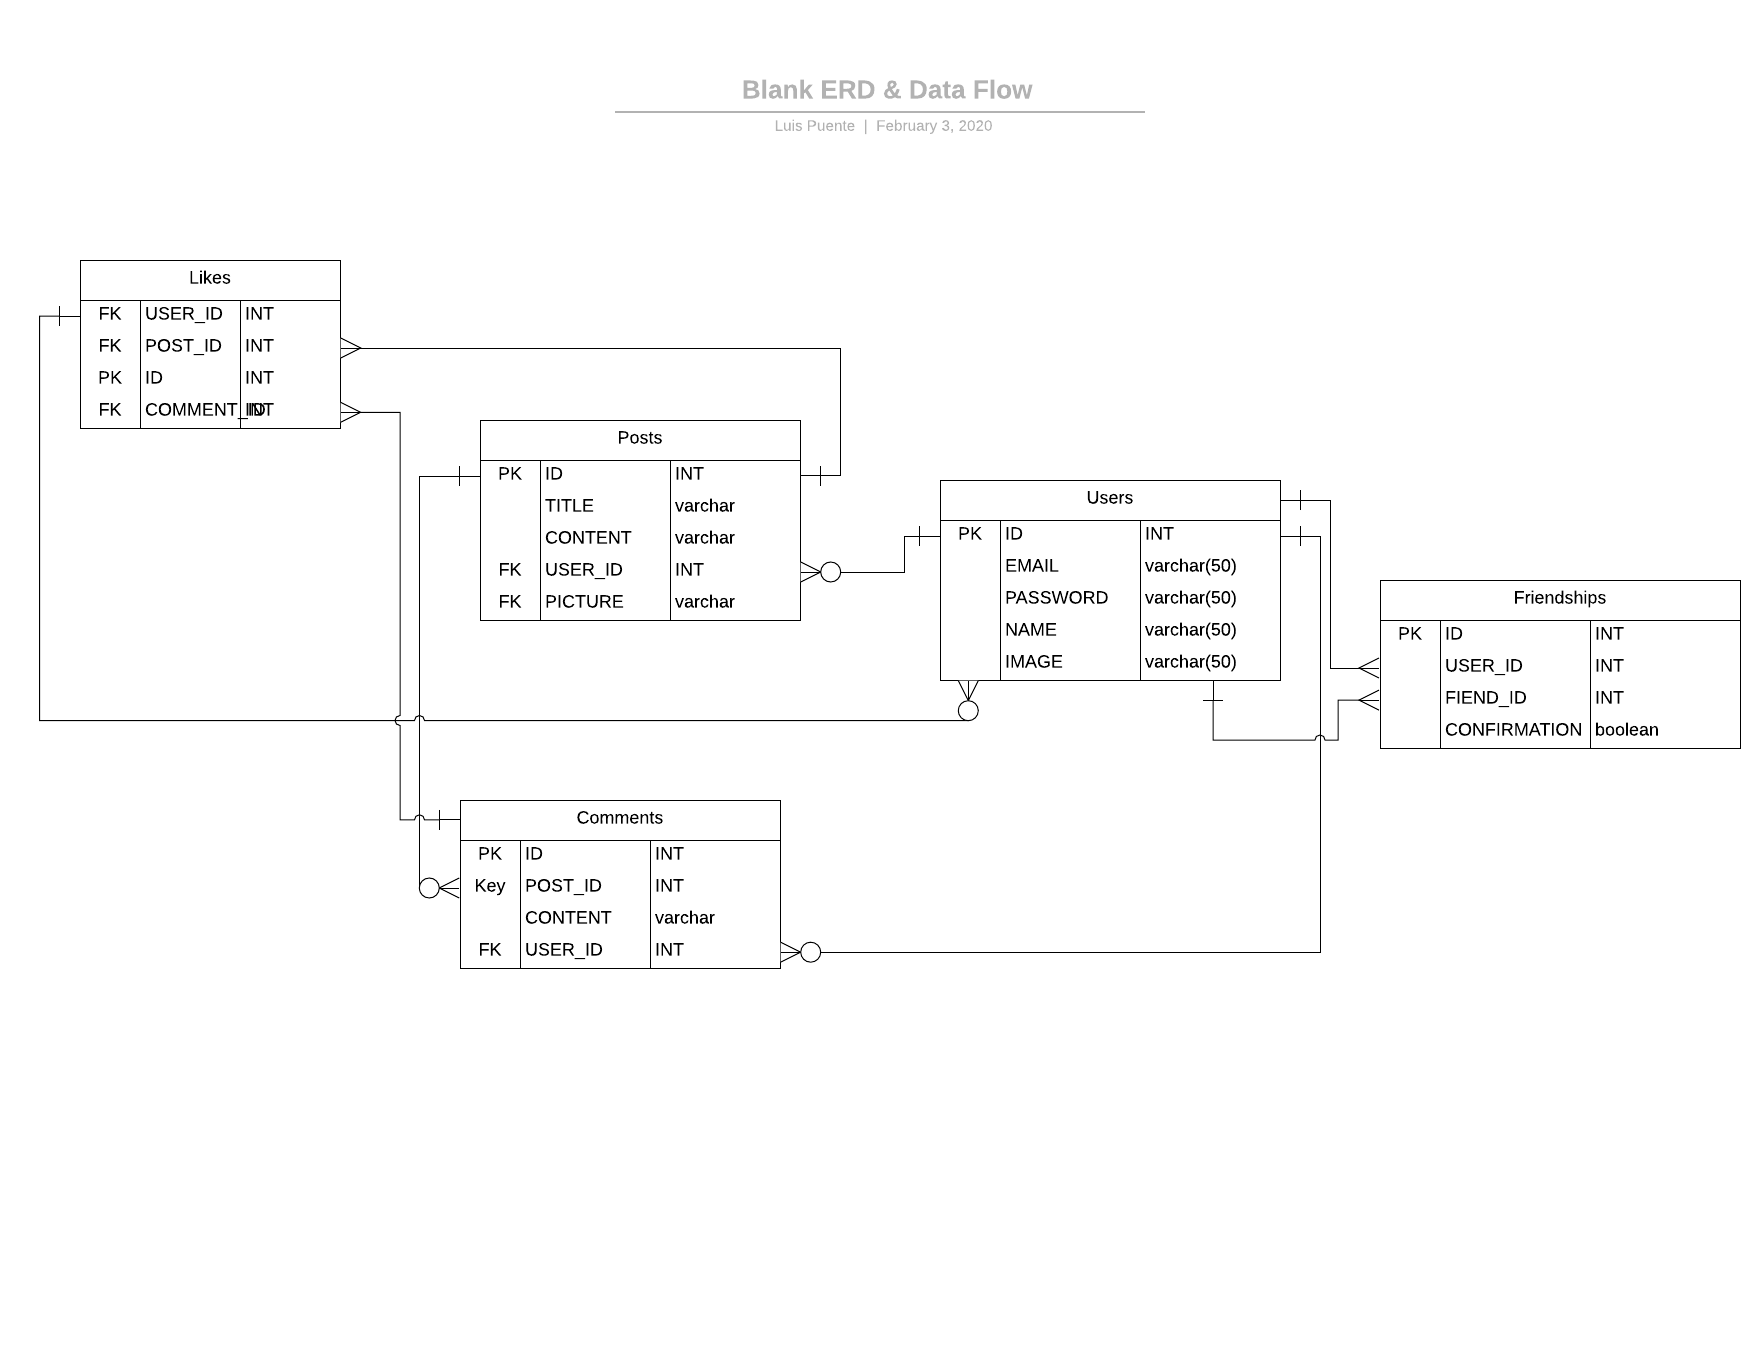 Blank ERD & Data Flow
Luis Puente | February 3, 2020
Likes
FK USER_ID INT
FK POST_ID INT
PK ID INT
FK COMMENT_ID INT
Posts
PK ID INT
TITLE varchar
CONTENT varchar
FK USER_ID INT
FK PICTURE varchar
Users
PK ID INT
EMAIL varchar(50)
PASSWORD varchar(50)
NAME varchar(50)
IMAGE varchar(50)
Friendships
PK ID INT
USER_ID INT
FIEND_ID INT
CONFIRMATION boolean
Comments
PK ID INT
Key POST_ID INT
CONTENT varchar
FK USER_ID INT